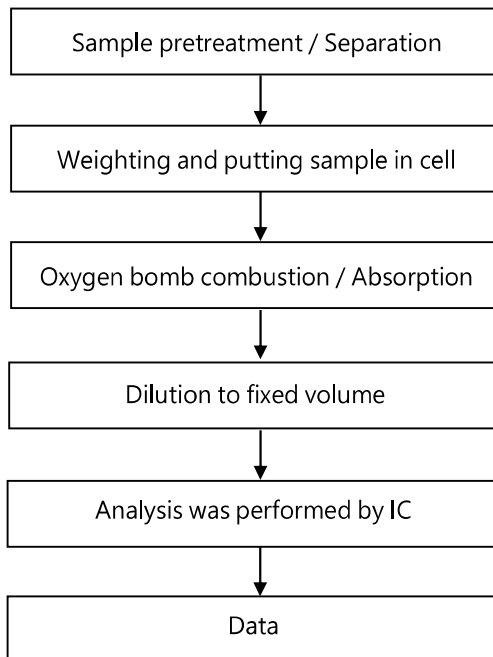 Sample pretreatment / Separation
Weighting and putting sample in cell
Oxygen bomb combustion / Absorption
Dilution to fixed volume
Analysis was performed by IC
Data